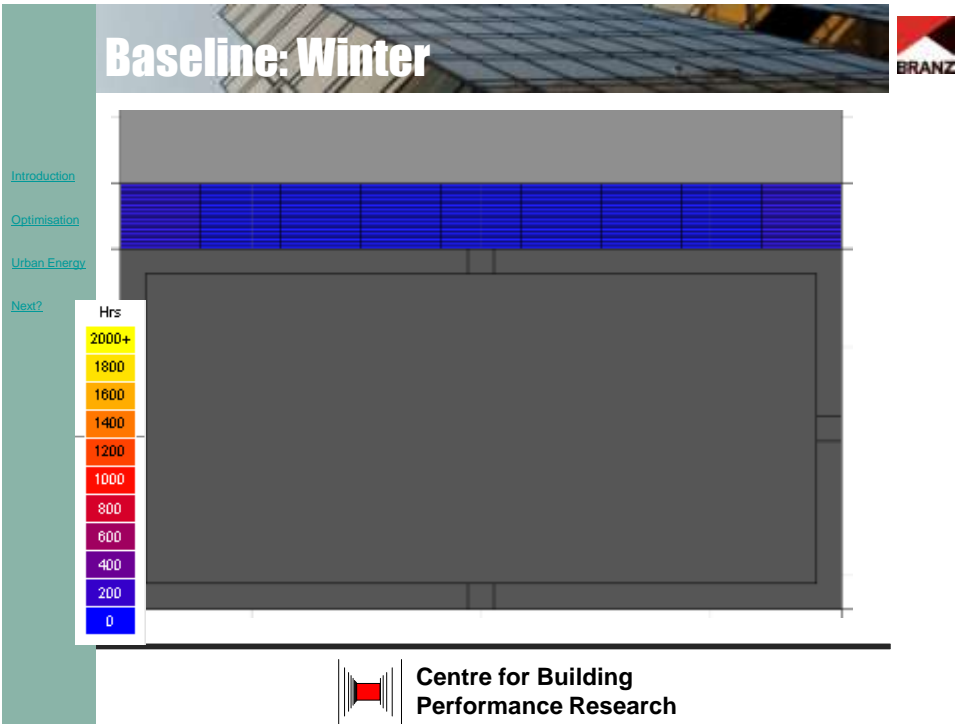 Baseline: Winter
BRANZ
Introduction
Optimisation
Urban Energy
Next?
Hrs
2000+
1800
1600
1400
1200
1000
800
600
400
200
0
Centre for Building
Performance Research